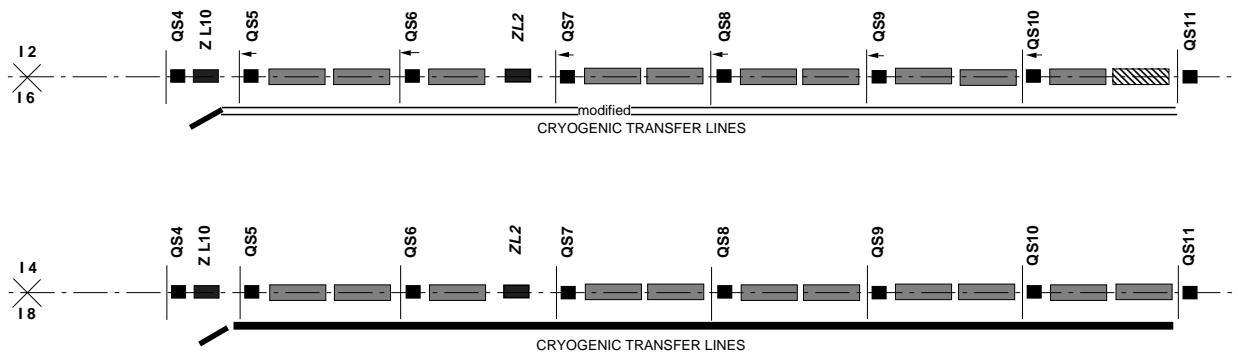 QS4 Z L10 QS5 QS6 ZL2 QS7 QS8 QS9 QS10 QS11
I 2
I 6
modified
CRYOGENIC TRANSFER LINES
QS4 Z L10 QS5 QS6 ZL2 QS7 QS8 QS9 QS10 QS11
I 4
I 8
CRYOGENIC TRANSFER LINES